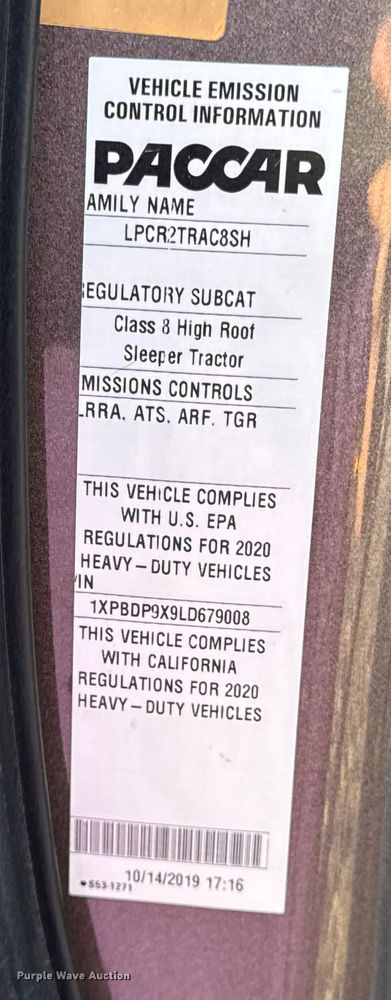 VEHICLE EMISSION
CONTROL INFORMATION
PACCAR
AMILY NAME
LPCR2TRAC8SH
EGULATORY SUBCAT
Class 8 High Roof
Sleeper Tractor
MISSIONS CONTROLS
LRRA, ATS, ARF, TGR
THIS VEHICLE COMPLIES
WITH U.S. EPA
REGULATIONS FOR 2020
HEAVY-DUTY VEHICLES
VIN
1XPBDP9X9LD679008
THIS VEHICLE COMPLIES
WITH CALIFORNIA
REGULATIONS FOR 2020
HEAVY-DUTY VEHICLES
S53-1271 10/14/2019 17:16
Purple Wave Auction